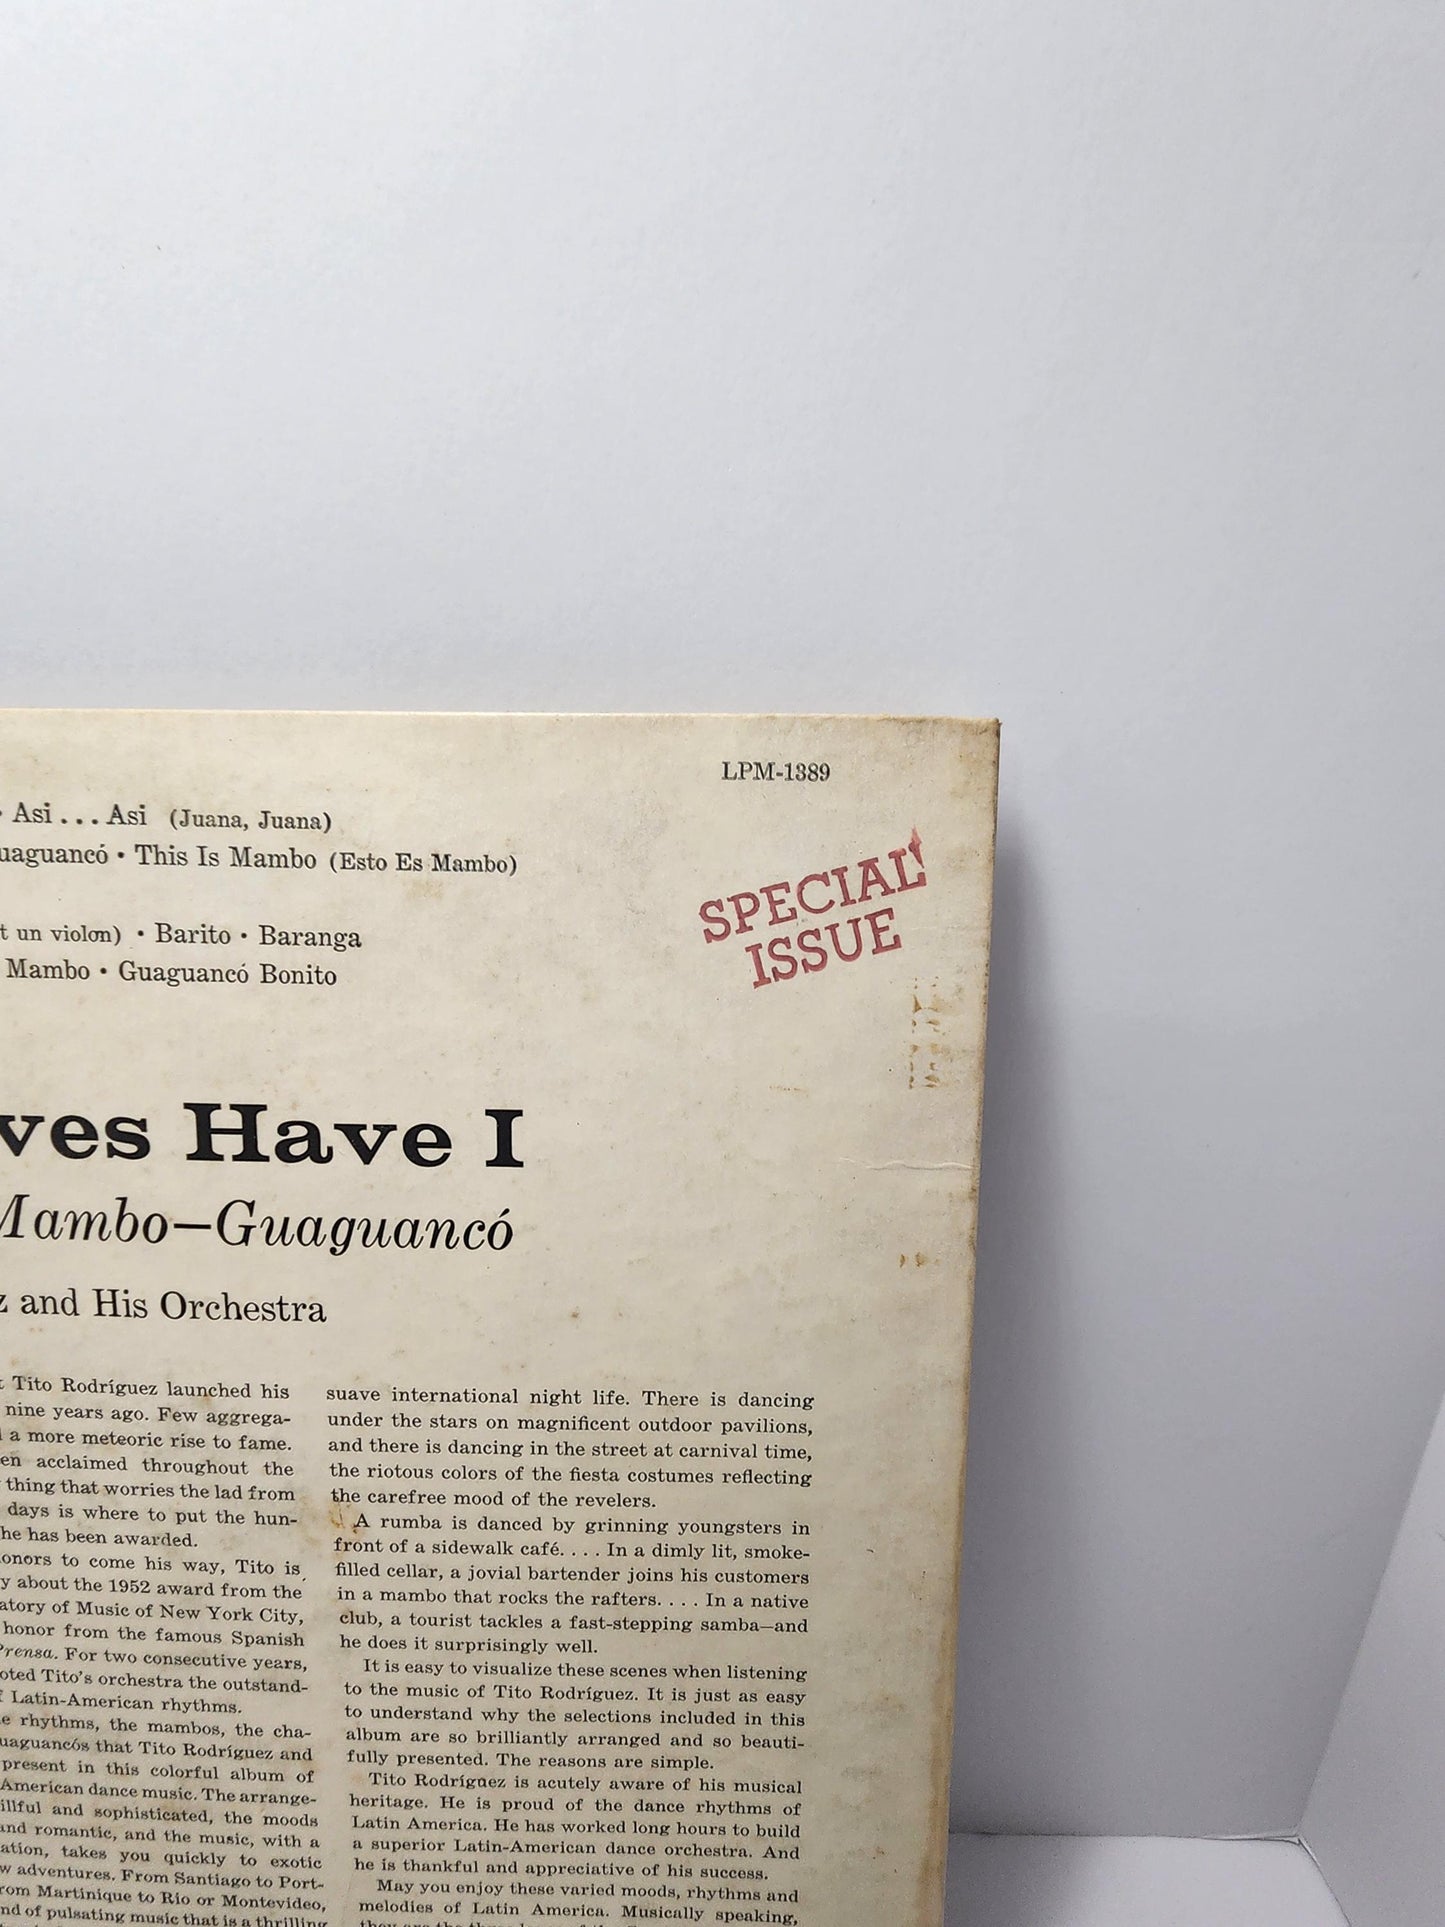 LPM-1389
• Asi . . . Asi (Juana, Juana)
uaguancó • This Is Mambo (Esto Es Mambo)
SPECIAL
ISSUE
t un violon) • Barito • Baranga
Mambo • Guaguancó Bonito
ves Have I
Mambo—Guaguancó
z and His Orchestra
t Tito Rodríguez launched his
nine years ago. Few aggrega-
a more meteoric rise to fame.
en acclaimed throughout the
thing that worries the lad from
days is where to put the hun-
he has been awarded.
onors to come his way, Tito is
y about the 1952 award from the
atory of Music of New York City,
honor from the famous Spanish
Prensa. For two consecutive years,
oted Tito's orchestra the outstand-
f Latin-American rhythms.
e rhythms, the mambos, the cha-
uaguancós that Tito Rodríguez and
present in this colorful album of
American dance music. The arrange-
illful and sophisticated, the moods
and romantic, and the music, with a
ation, takes you quickly to exotic
w adventures. From Santiago to Port-
rom Martinique to Rio or Montevideo,
nd of pulsating music that is a thrilling
suave international night life. There is dancing
under the stars on magnificent outdoor pavilions,
and there is dancing in the street at carnival time,
the riotous colors of the fiesta costumes reflecting
the carefree mood of the revelers.
A rumba is danced by grinning youngsters in
front of a sidewalk café. . . . In a dimly lit, smoke-
filled cellar, a jovial bartender joins his customers
in a mambo that rocks the rafters. . . . In a native
club, a tourist tackles a fast-stepping samba—and
he does it surprisingly well.
It is easy to visualize these scenes when listening
to the music of Tito Rodríguez. It is just as easy
to understand why the selections included in this
album are so brilliantly arranged and so beauti-
fully presented. The reasons are simple.
Tito Rodríguez is acutely aware of his musical
heritage. He is proud of the dance rhythms of
Latin America. He has worked long hours to build
a superior Latin-American dance orchestra. And
he is thankful and appreciative of his success.
May you enjoy these varied moods, rhythms and
melodies of Latin America. Musically speaking,
they are the